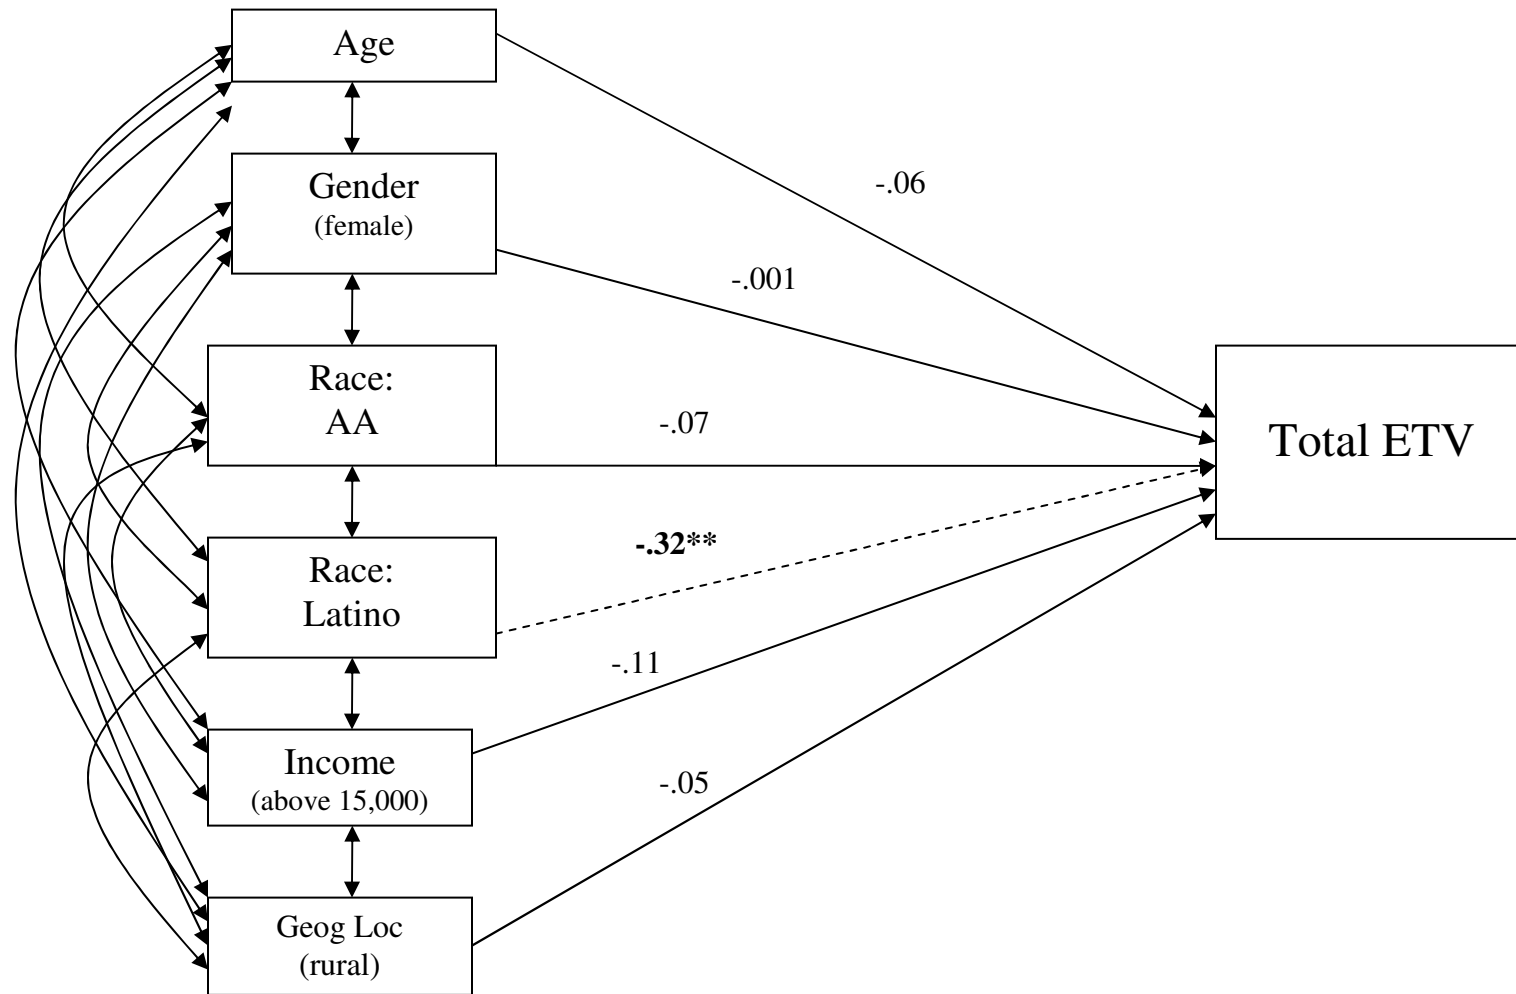 Age
-.06
Gender
(female)
-.001
Race:
AA
-.07
Total ETV
-.32**
Race:
Latino
-.11
Income
(above 15,000)
-.05
Geog Loc
(rural)